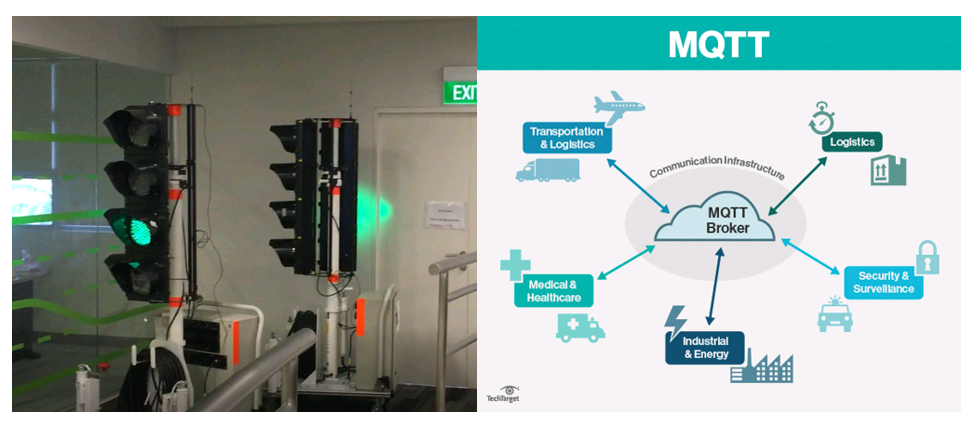 EXIT
MQTT
Transportation
& Logistics
Logistics
Communication Infrastructure
MQTT
Broker
Medical &
Healthcare
Security &
Surveillance
Industrial
& Energy
TechTarget